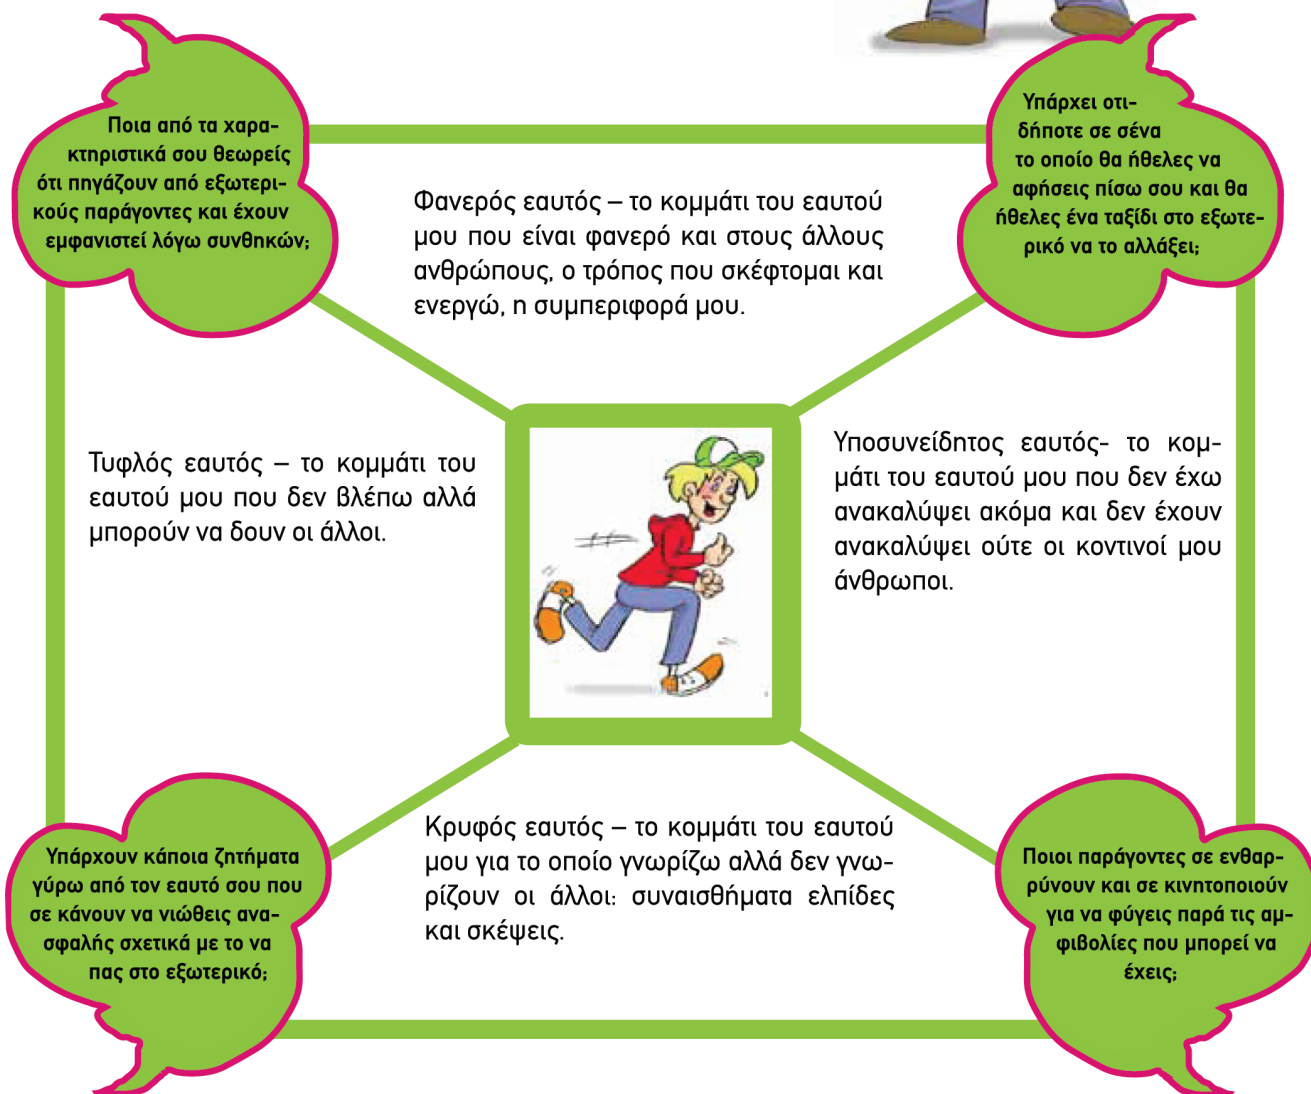 Ποια από τα χαρα-
κτηριστικά σου θεωρείς
ότι πηγάζουν από εξωτερι-
κούς παράγοντες και έχουν
εμφανιστεί λόγω συνθηκών;
Υπάρχει οτι-
δήποτε σε σένα
το οποίο θα ήθελες να
αφήσεις πίσω σου και θα
ήθελες ένα ταξίδι στο εξωτε-
ρικό να το αλλάξει;
Φανερός εαυτός – το κομμάτι του εαυτού
μου που είναι φανερό και στους άλλους
ανθρώπους, ο τρόπος που σκέφτομαι και
ενεργώ, η συμπεριφορά μου.
Τυφλός εαυτός – το κομμάτι του
εαυτού μου που δεν βλέπω αλλά
μπορούν να δουν οι άλλοι.
Υποσυνείδητος εαυτός- το κομ-
μάτι του εαυτού μου που δεν έχω
ανακαλύψει ακόμα και δεν έχουν
ανακαλύψει ούτε οι κοντινοί μου
άνθρωποι.
Κρυφός εαυτός – το κομμάτι του εαυτού
μου για το οποίο γνωρίζω αλλά δεν γνω-
ρίζουν οι άλλοι: συναισθήματα ελπίδες
και σκέψεις.
Υπάρχουν κάποια ζητήματα
γύρω από τον εαυτό σου που
σε κάνουν να νιώθεις ανα-
σφαλής σχετικά με το να
πας στο εξωτερικό;
Ποιοι παράγοντες σε ενθαρ-
ρύνουν και σε κινητοποιούν
για να φύγεις παρά τις αμ-
φιβολίες που μπορεί να
έχεις;